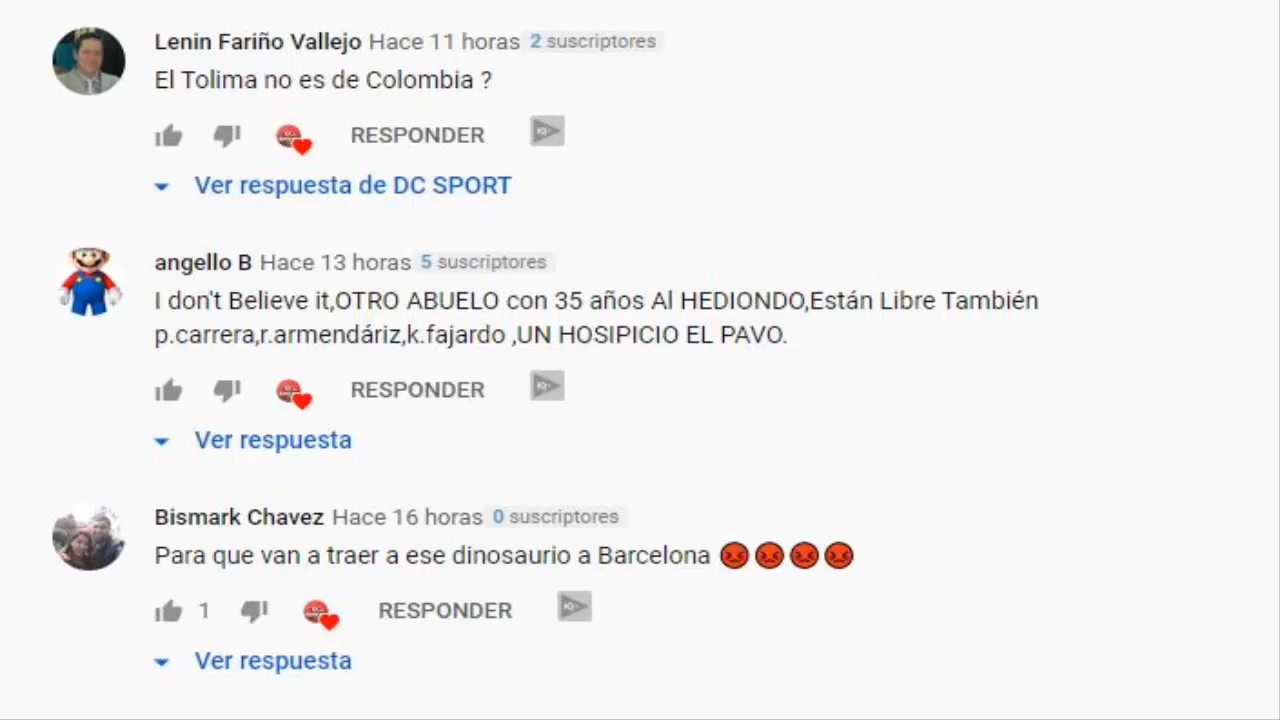 Lenin Fariño Vallejo Hace 11 horas 2 suscriptores
El Tolima no es de Colombia ?
RESPONDER
Ver respuesta de DC SPORT
angello B Hace 13 horas 5 suscriptores
I don't Believe it,OTRO ABUELO con 35 años Al HEDIONDO,Están Libre También
p.carrera,r.armendáriz,k.fajardo ,UN HOSIPICIO EL PAVO.
RESPONDER
Ver respuesta
Bismark Chavez Hace 16 horas 0 suscriptores
Para que van a traer a ese dinosaurio a Barcelona 😡😡😡😡
1 RESPONDER
Ver respuesta